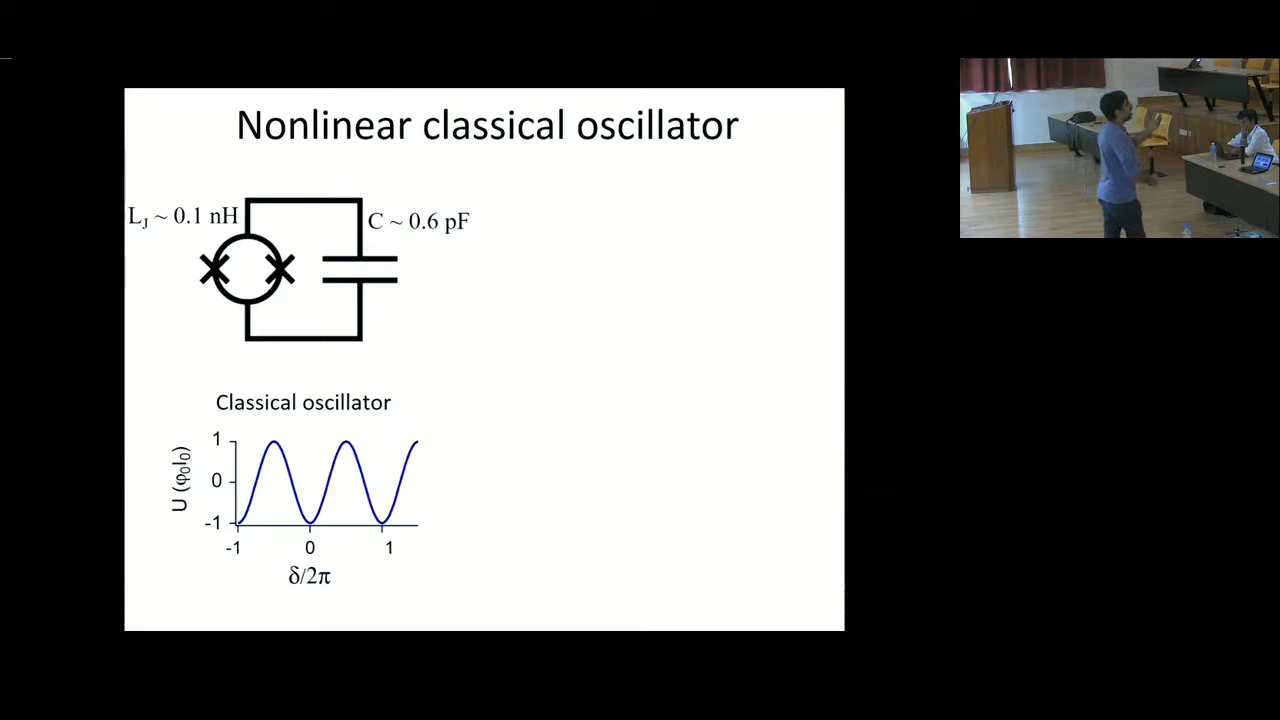 Nonlinear classical oscillator
L_J ~ 0.1 nH
C ~ 0.6 pF
Classical oscillator
U (φ₀I₀)
1
0
-1
-1 0 1
δ/2π